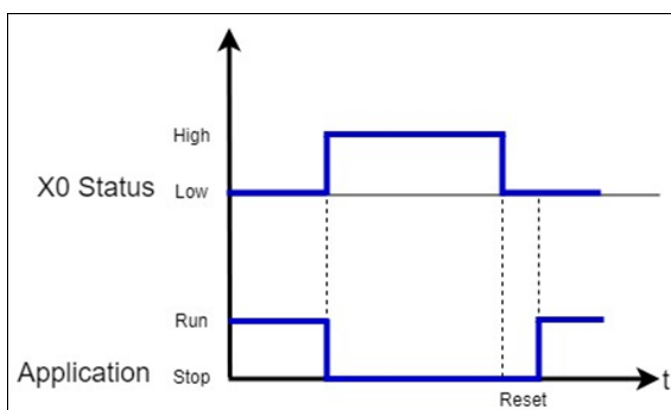 High
X0 Status
Low
Run
Application
Stop
t
Reset